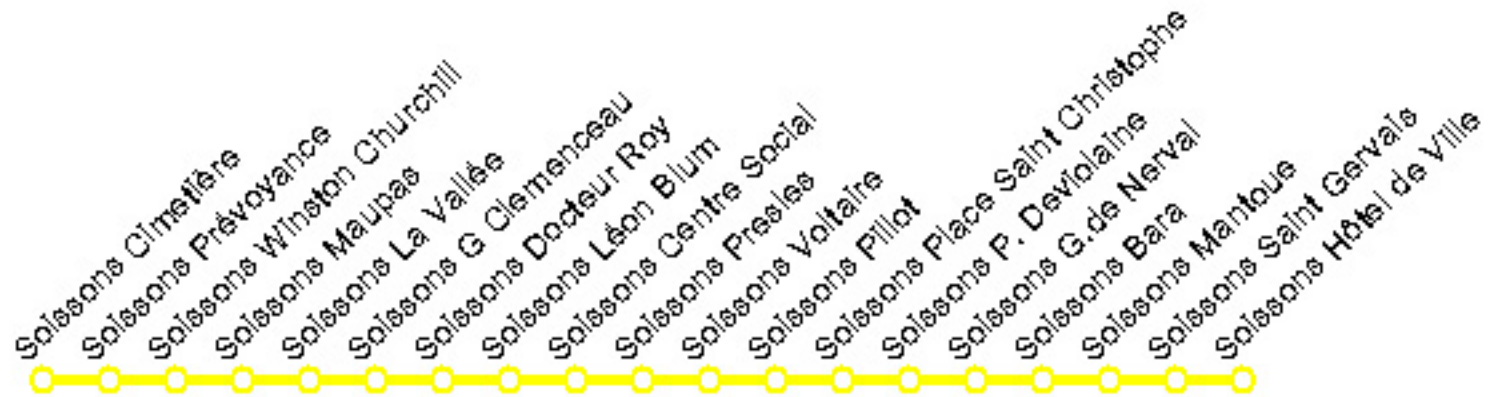 Soissons Cimetière
Soissons Prévoyance
Soissons Winston Churchill
Soissons Maupas
Soissons La Vallée
Soissons G Clemenceau
Soissons Docteur Roy
Soissons Léon Blum
Soissons Centre Social
Soissons Presles
Soissons Voltaire
Soissons Pillot
Soissons Place Saint Christophe
Soissons P. Deviolaine
Soissons G.de Nerval
Soissons Bara
Soissons Mantoue
Soissons Saint Gervais
Soissons Hôtel de Ville